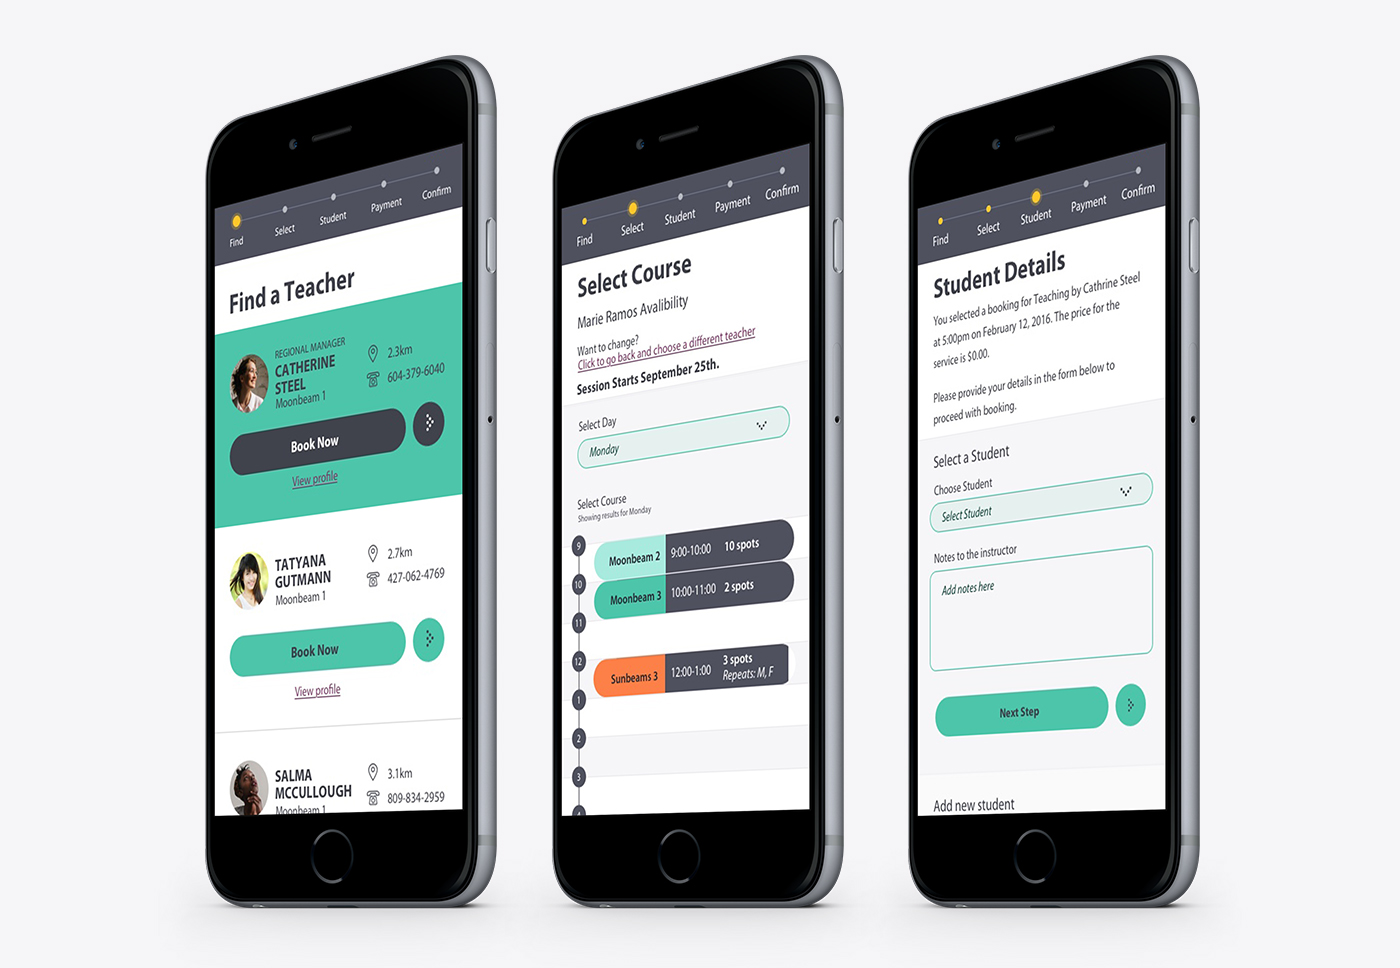 Find
Select
Student
Payment
Confirm
Find a Teacher
REGIONAL MANAGER
CATHERINE
STEEL
Moonbeam 1
2.3km
604-379-6040
Book Now
View profile
TATYANA
GUTMANN
Moonbeam 1
2.7km
427-062-4769
Book Now
View profile
SALMA
MCCULLOUGH
Moonbeam 1
3.1km
809-834-2959
Find
Select
Student
Payment
Confirm
Select Course
Marie Ramos Avalibility
Want to change?
Click to go back and choose a different teacher
Session Starts September 25th.
Select Day
Monday
Select Course
Showing results for Monday
9
Moonbeam 2 9:00-10:00 10 spots
10
Moonbeam 3 10:00-11:00 2 spots
11
12
Sunbeams 3 12:00-1:00 3 spots
Repeats: M, F
1
2
3
Find
Select
Student
Payment
Confirm
Student Details
You selected a booking for Teaching by Cathrine Steel
at 5:00pm on February 12, 2016. The price for the
service is $0.00.
Please provide your details in the form below to
proceed with booking.
Select a Student
Choose Student
Select Student
Notes to the instructor
Add notes here
Next Step
Add new student